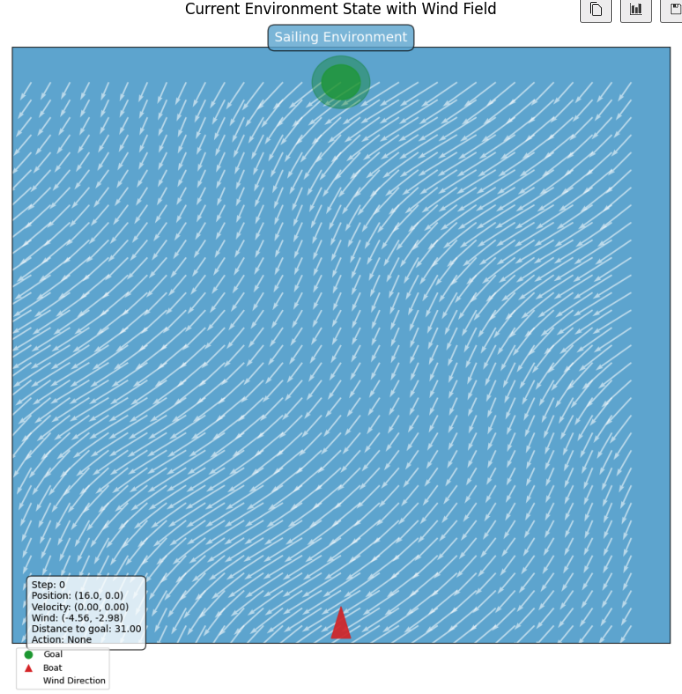 Current Environment State with Wind Field
Sailing Environment
Step: 0
Position: (16.0, 0.0)
Velocity: (0.00, 0.00)
Wind: (-4.56, -2.98)
Distance to goal: 31.00
Action: None
Goal
Boat
Wind Direction